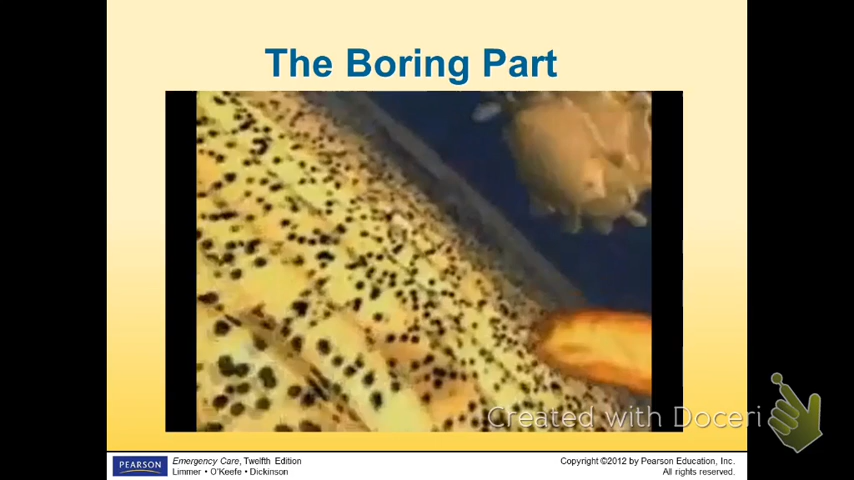 The Boring Part
Created with Doceri
PEARSON
Emergency Care, Twelfth Edition
Limmer • O'Keefe • Dickinson
Copyright ©2012 by Pearson Education, Inc.
All rights reserved.